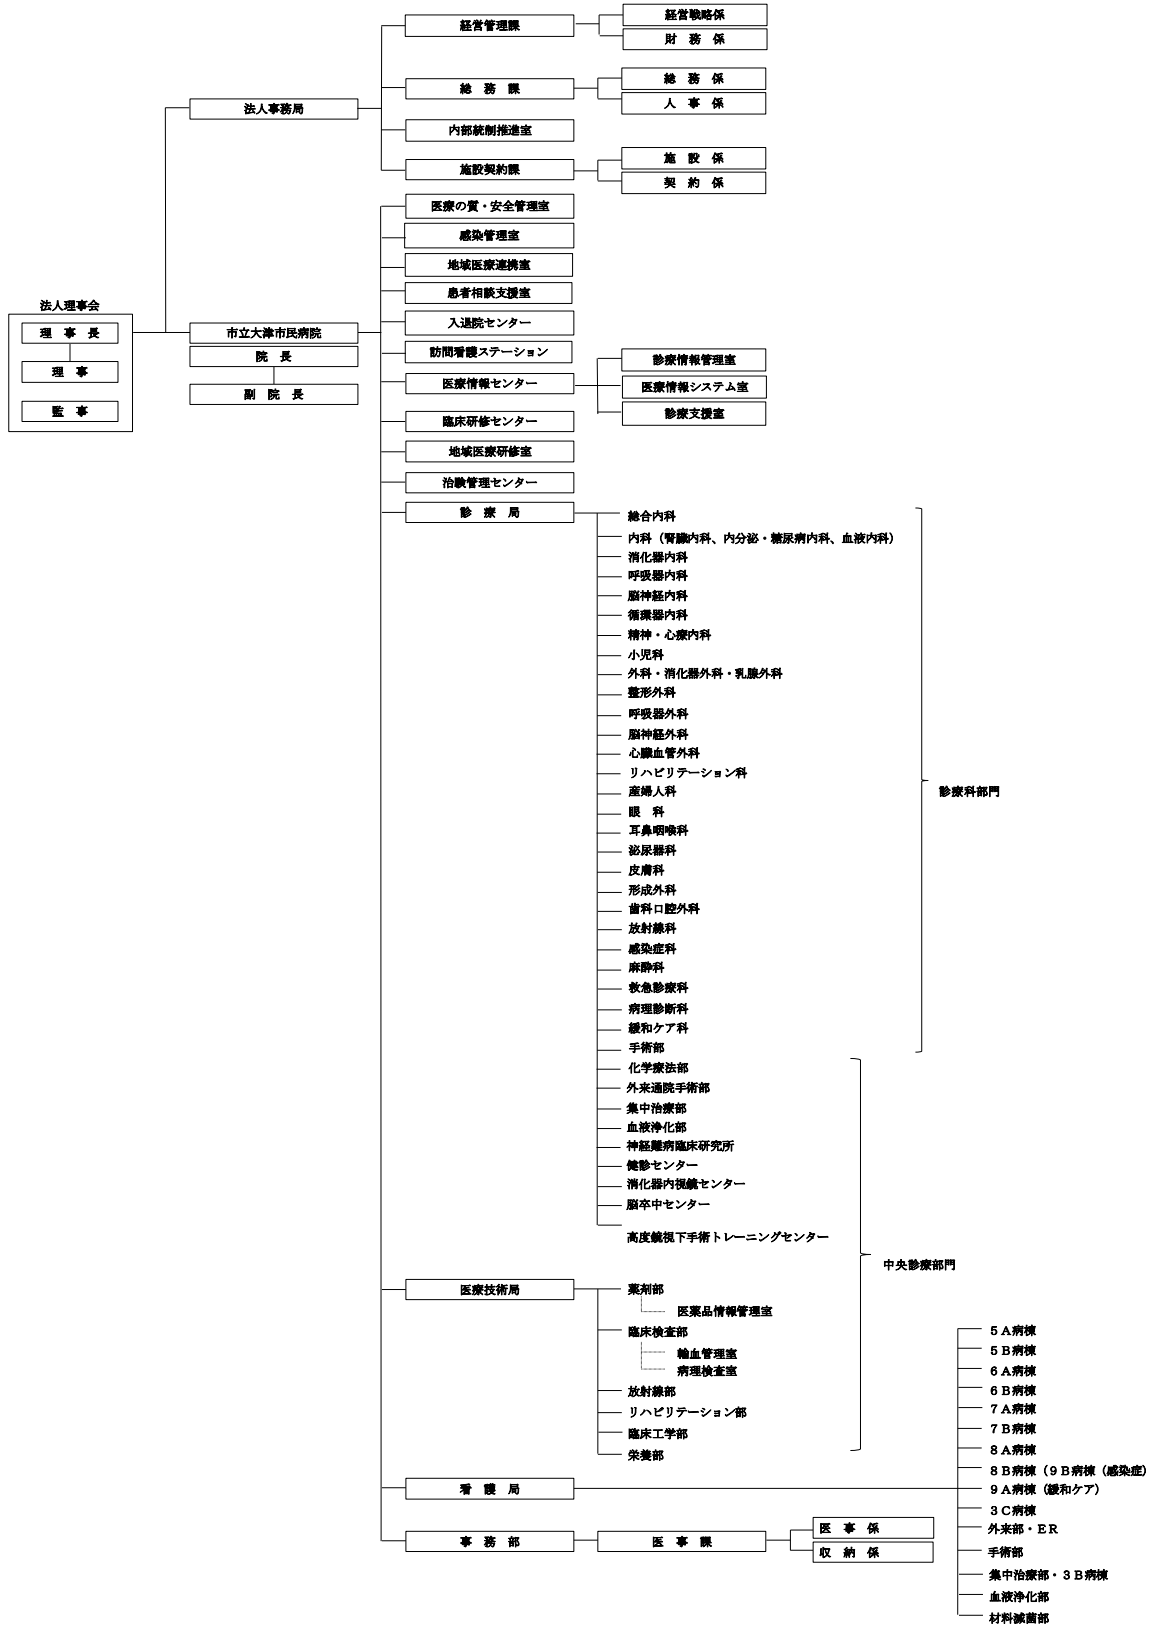 経営管理課
経営戦略係
財　務　係
総　務　課
総　務　係
人　事　係
法人事務局
内部統制推進室
施設契約課
施　設　係
契　約　係
医療の質・安全管理室
感染管理室
地域医療連携室
患者相談支援室
法人理事会
理　事　長
理　事
監　事
市立大津市民病院
院　長
副　院　長
入退院センター
訪問看護ステーション
医療情報センター
診療情報管理室
医療情報システム室
診療支援室
臨床研修センター
地域医療研修室
治験管理センター
診　療　局
総合内科
内科（腎臓内科、内分泌・糖尿病内科、血液内科）
消化器内科
呼吸器内科
脳神経内科
循環器内科
精神・心療内科
小児科
外科・消化器外科・乳腺外科
整形外科
呼吸器外科
脳神経外科
心臓血管外科
リハビリテーション科
産婦人科
眼　科
耳鼻咽喉科
泌尿器科
皮膚科
形成外科
歯科口腔外科
放射線科
感染症科
麻酔科
救急診療科
病理診断科
緩和ケア科
手術部
診療科部門
化学療法部
外来通院手術部
集中治療部
血液浄化部
神経難病臨床研究所
健診センター
消化器内視鏡センター
脳卒中センター
高度鏡視下手術トレーニングセンター
中央診療部門
医療技術局
薬剤部
医薬品情報管理室
臨床検査部
輸血管理室
病理検査室
放射線部
リハビリテーション部
臨床工学部
栄養部
看　護　局
５Ａ病棟
５Ｂ病棟
６Ａ病棟
６Ｂ病棟
７Ａ病棟
７Ｂ病棟
８Ａ病棟
８Ｂ病棟（９Ｂ病棟（感染症）
９Ａ病棟（緩和ケア）
３Ｃ病棟
外来部・ＥＲ
手術部
集中治療部・３Ｂ病棟
血液浄化部
材料滅菌部
事　務　部
医　事　課
医　事　係
収　納　係